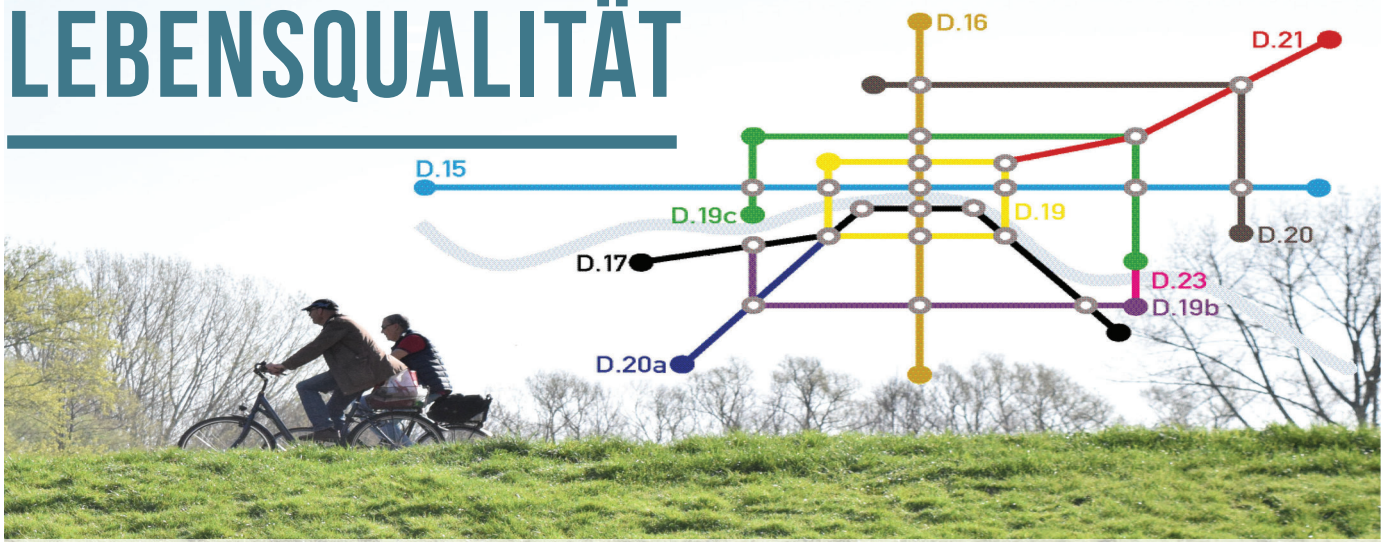 LEBENSQUALITÄT
D.16
D.21
D.15
D.19c
D.19
D.17
D.20
D.23
D.19b
D.20a